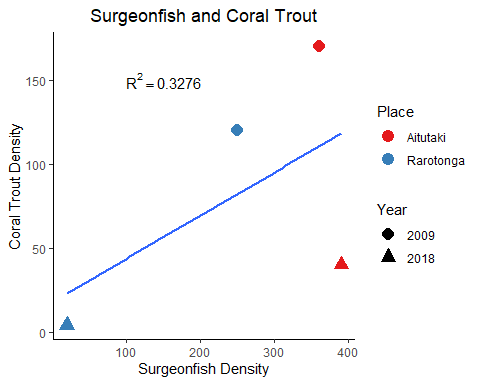 Surgeonfish and Coral Trout
R² = 0.3276
Coral Trout Density
150
100
50
0
100 200 300 400
Surgeonfish Density
Place
Aitutaki
Rarotonga
Year
2009
2018